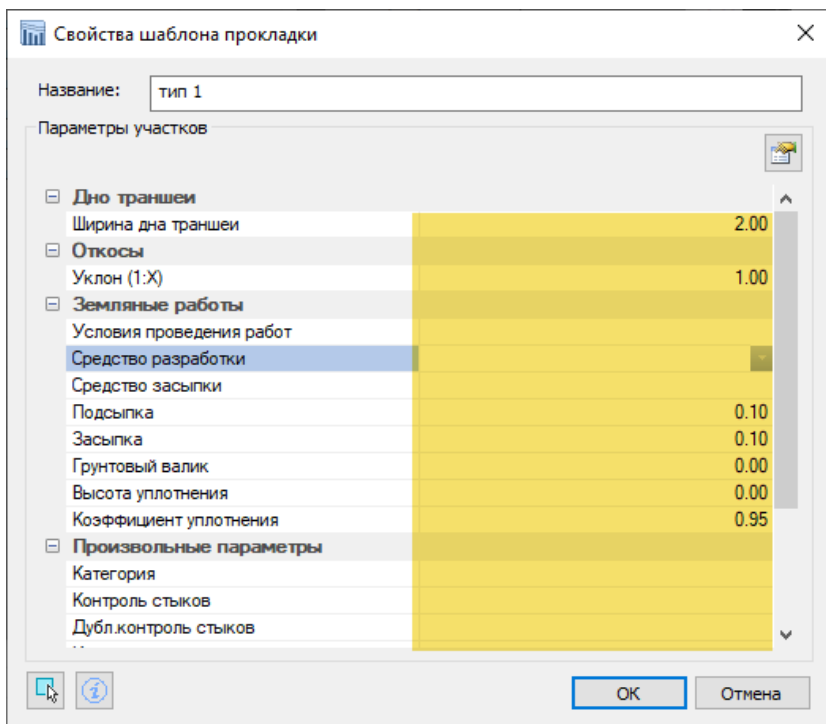 Свойства шаблона прокладки
Название: тип 1
Параметры участков
Дно траншеи
Ширина дна траншеи 2.00
Откосы
Уклон (1:X) 1.00
Земляные работы
Условия проведения работ
Средство разработки
Средство засыпки
Подсыпка 0.10
Засыпка 0.10
Грунтовый валик 0.00
Высота уплотнения 0.00
Коэффициент уплотнения 0.95
Произвольные параметры
Категория
Контроль стыков
Дубл.контроль стыков
ОК Отмена